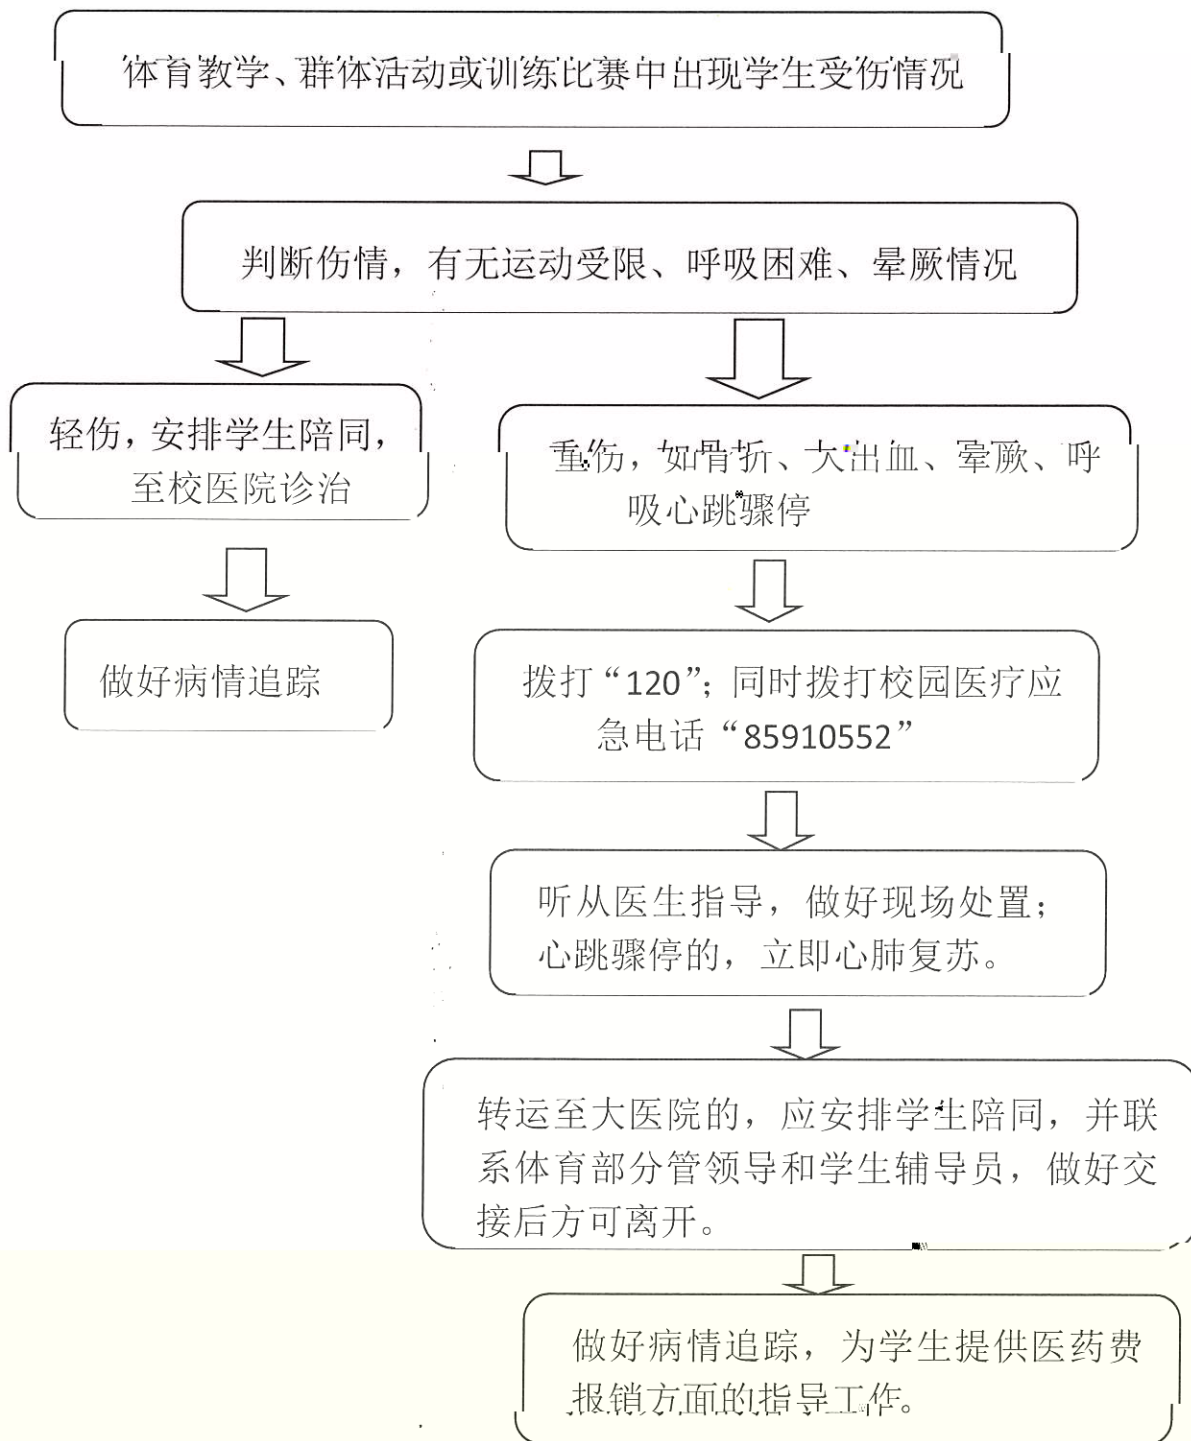 体育教学、群体活动或训练比赛中出现学生受伤情况
判断伤情，有无运动受限、呼吸困难、晕厥情况
轻伤，安排学生陪同，
至校医院诊治
重伤，如骨折、大出血、晕厥、呼
吸心跳骤停
做好病情追踪
拨打“120”；同时拨打校园医疗应
急电话“85910552”
听从医生指导，做好现场处置；
心跳骤停的，立即心肺复苏。
转运至大医院的，应安排学生陪同，并联
系体育部分管领导和学生辅导员，做好交
接后方可离开。
做好病情追踪，为学生提供医药费
报销方面的指导工作。